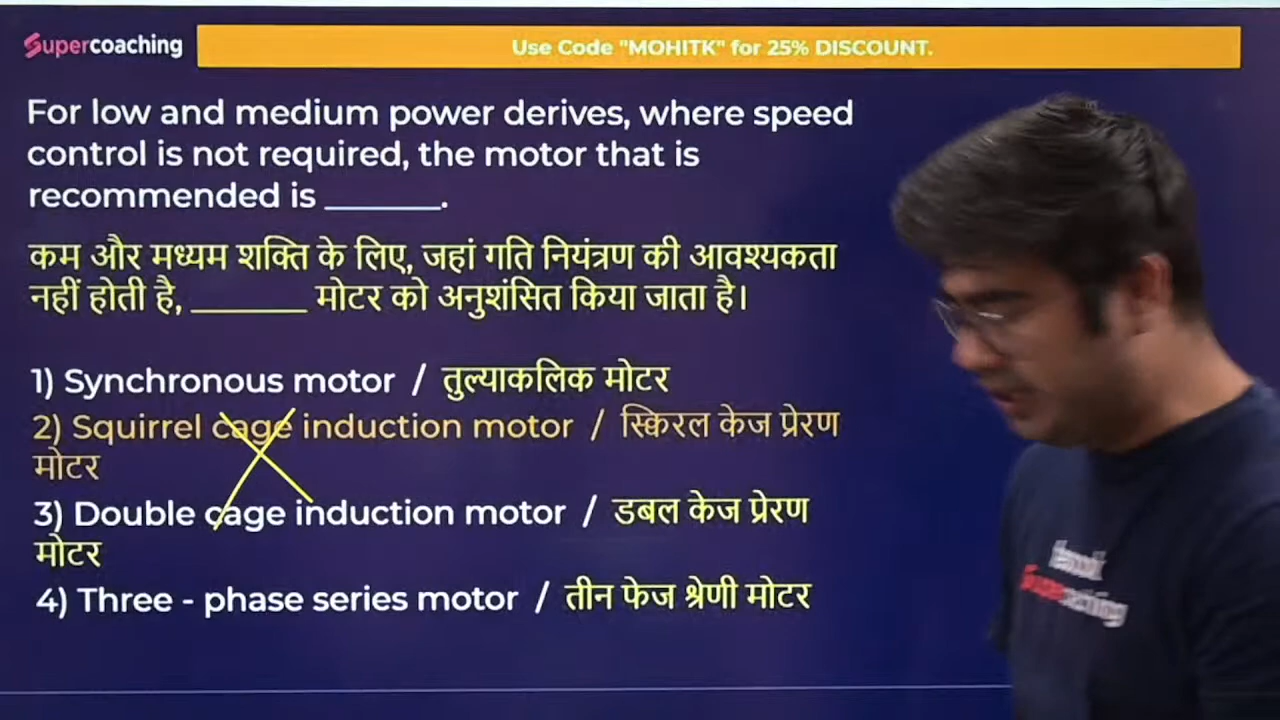 Supercoaching
Use Code "MOHITK" for 25% DISCOUNT.
For low and medium power derives, where speed
control is not required, the motor that is
recommended is ______.
कम और मध्यम शक्ति के लिए, जहां गति नियंत्रण की आवश्यकता
नहीं होती है, ______ मोटर को अनुशंसित किया जाता है।
1) Synchronous motor / तुल्याकलिक मोटर
2) Squirrel cage induction motor / स्किरल केज प्रेरण
मोटर
3) Double cage induction motor / डबल केज प्रेरण
मोटर
4) Three - phase series motor / तीन फेज श्रेणी मोटर